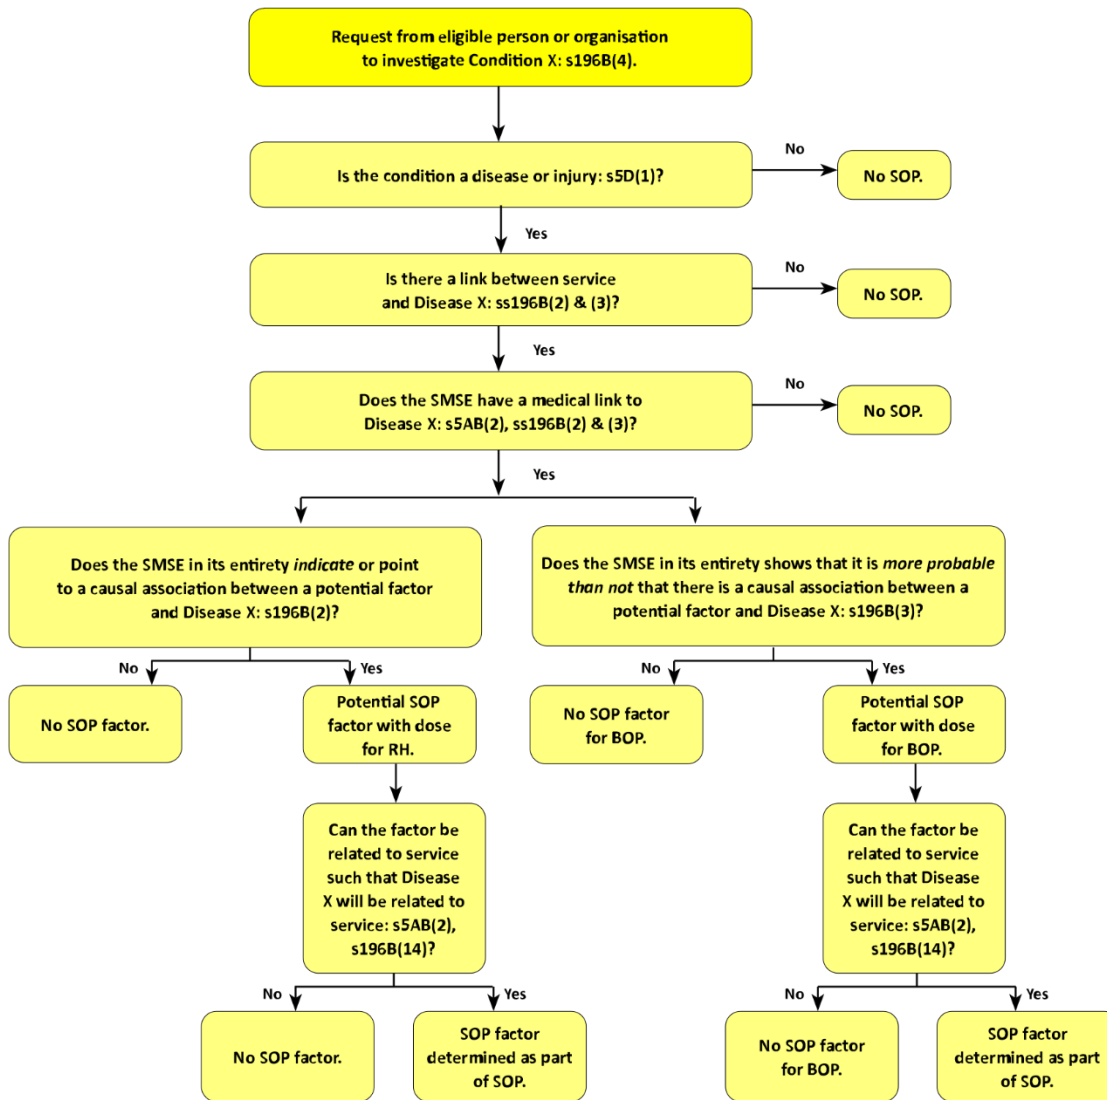 Request from eligible person or organisation
to investigate Condition X: s196B(4).
No
Is the condition a disease or injury: s5D(1)?
No SOP.
Yes
Is there a link between service
and Disease X: ss196B(2) & (3)?
No
No SOP.
Yes
Does the SMSE have a medical link to
Disease X: s5AB(2), ss196B(2) & (3)?
No
No SOP.
Yes
Does the SMSE in its entirety indicate or point
to a causal association between a potential factor
and Disease X: s196B(2)?
Does the SMSE in its entirety shows that it is more probable
than not that there is a causal association between a
potential factor and Disease X: s196B(3)?
No
Yes
No
Yes
No SOP factor.
Potential SOP
factor with dose
for RH.
No SOP factor
for BOP.
Potential SOP
factor with dose
for BOP.
Can the factor be
related to service
such that Disease
X will be related to
service: s5AB(2),
s196B(14)?
Can the factor be
related to service
such that Disease
X will be related to
service: s5AB(2),
s196B(14)?
No
Yes
No
Yes
No SOP factor.
SOP factor
determined as part
of SOP.
No SOP factor
for BOP.
SOP factor
determined as part
of SOP.